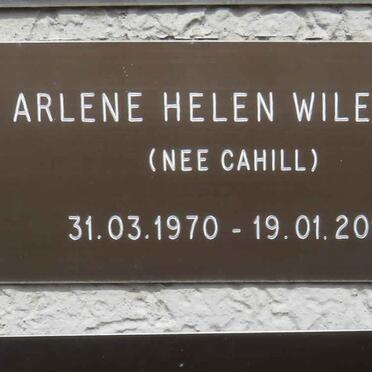 ARLENE HELEN WILE
(NEE CAHILL)
31.03.1970 - 19.01.20